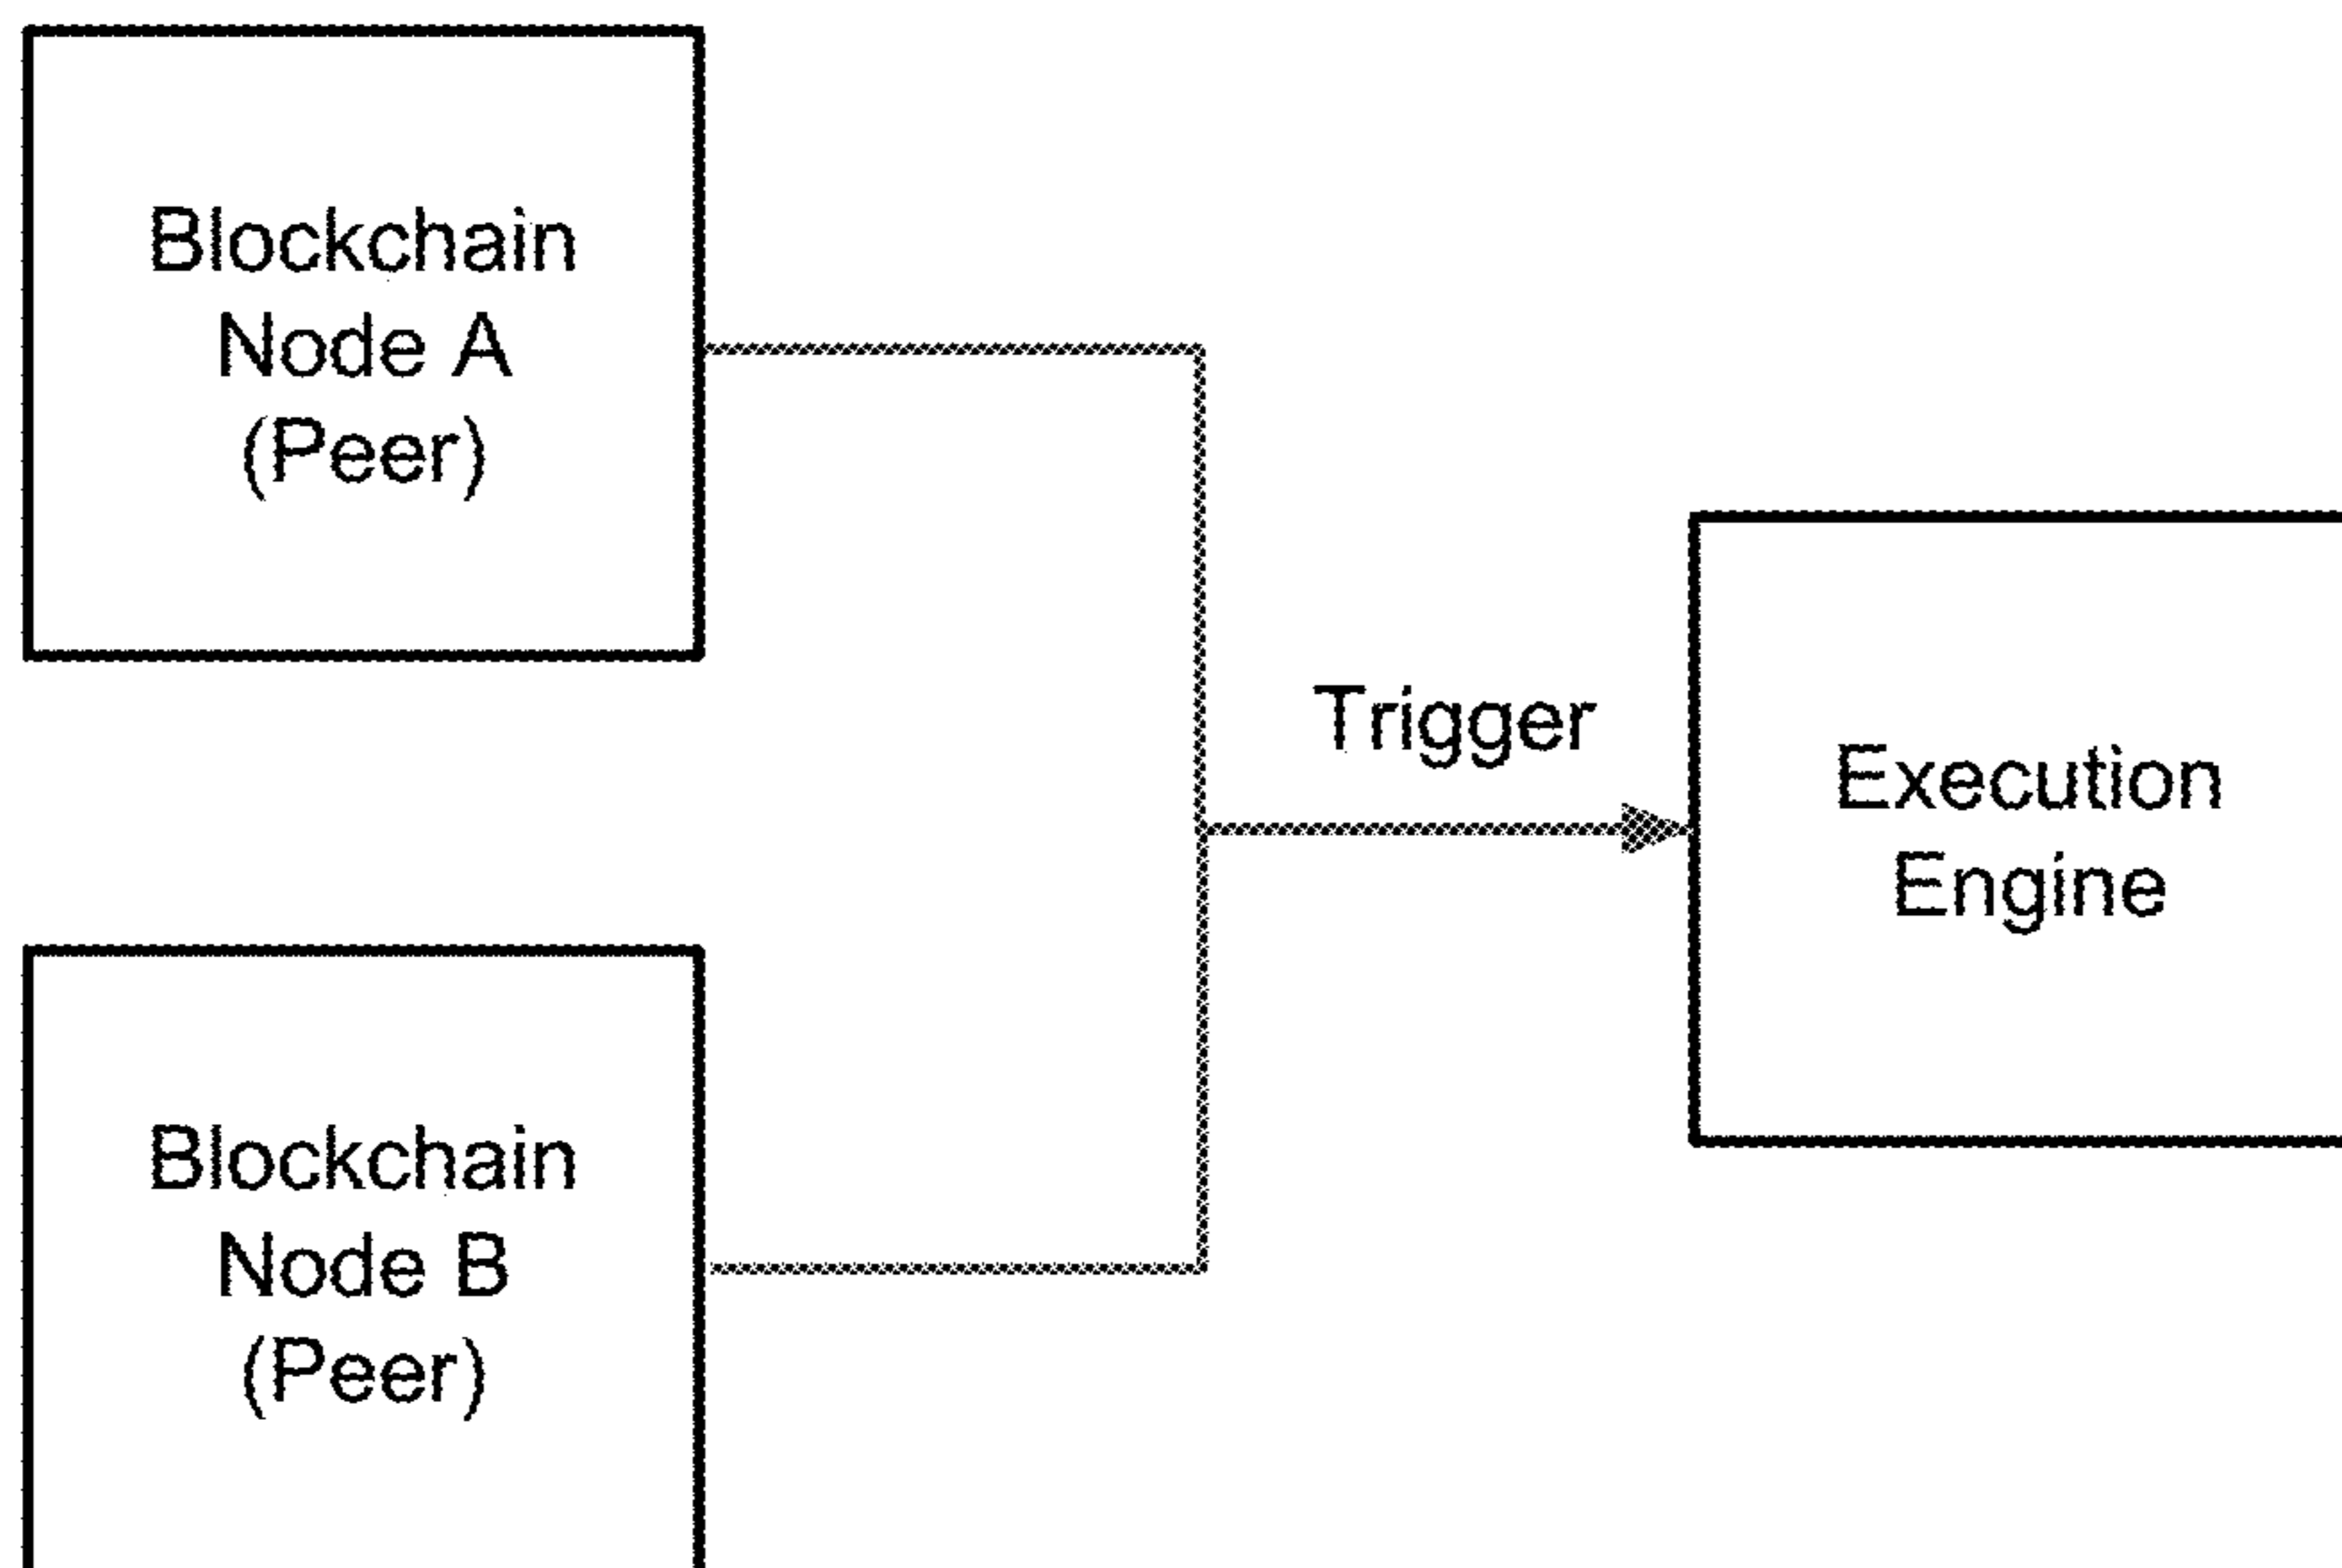 Blockchain
Node A
(Peer)
Trigger
Execution
Engine
Blockchain
Node B
(Peer)